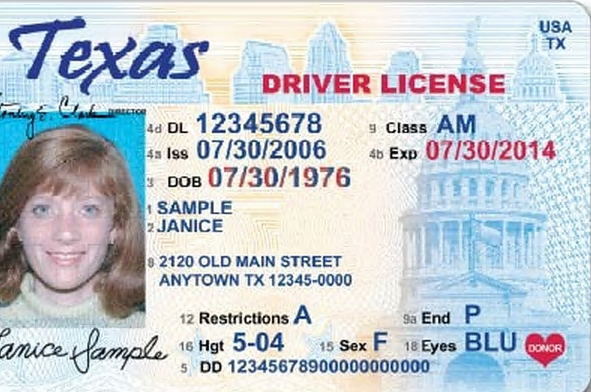 Texas
USA
TX
DRIVER LICENSE
DIRECTOR
4d DL 12345678
9 Class AM
4a Iss 07/30/2006
4b Exp 07/30/2014
3 DOB 07/30/1976
1 SAMPLE
2 JANICE
8 2120 OLD MAIN STREET
ANYTOWN TX 12345-0000
12 Restrictions A
9a End P
16 Hgt 5-04
15 Sex F
18 Eyes BLU
DONOR
5 DD 12345678900000000000
Janice Sample